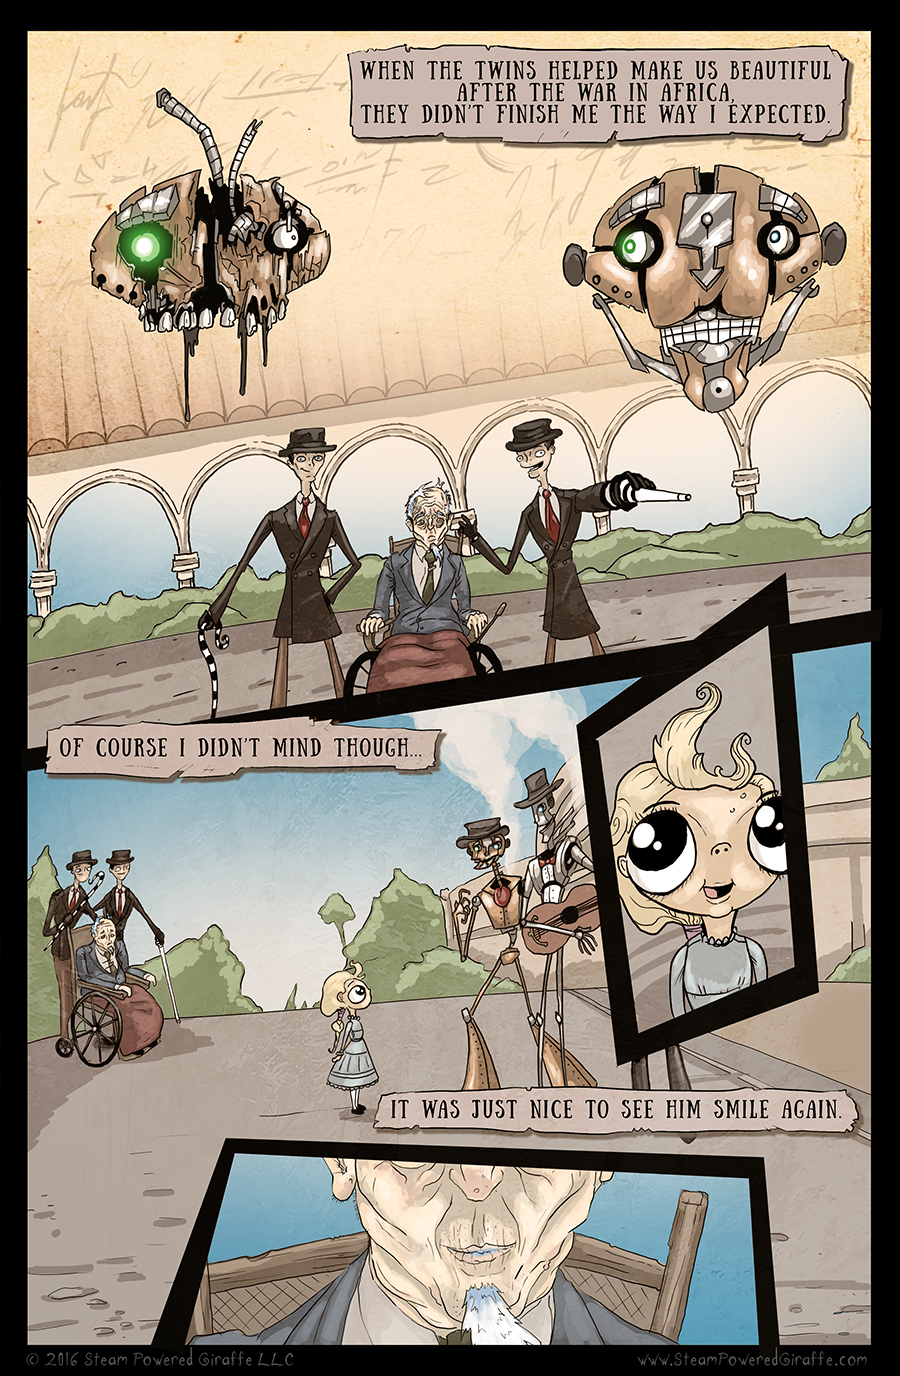 WHEN THE TWINS HELPED MAKE US BEAUTIFUL
AFTER THE WAR IN AFRICA,
THEY DIDN'T FINISH ME THE WAY I EXPECTED.
OF COURSE I DIDN'T MIND THOUGH...
IT WAS JUST NICE TO SEE HIM SMILE AGAIN.
© 2016 Steam Powered Giraffe LLC
www.SteamPoweredGiraffe.com